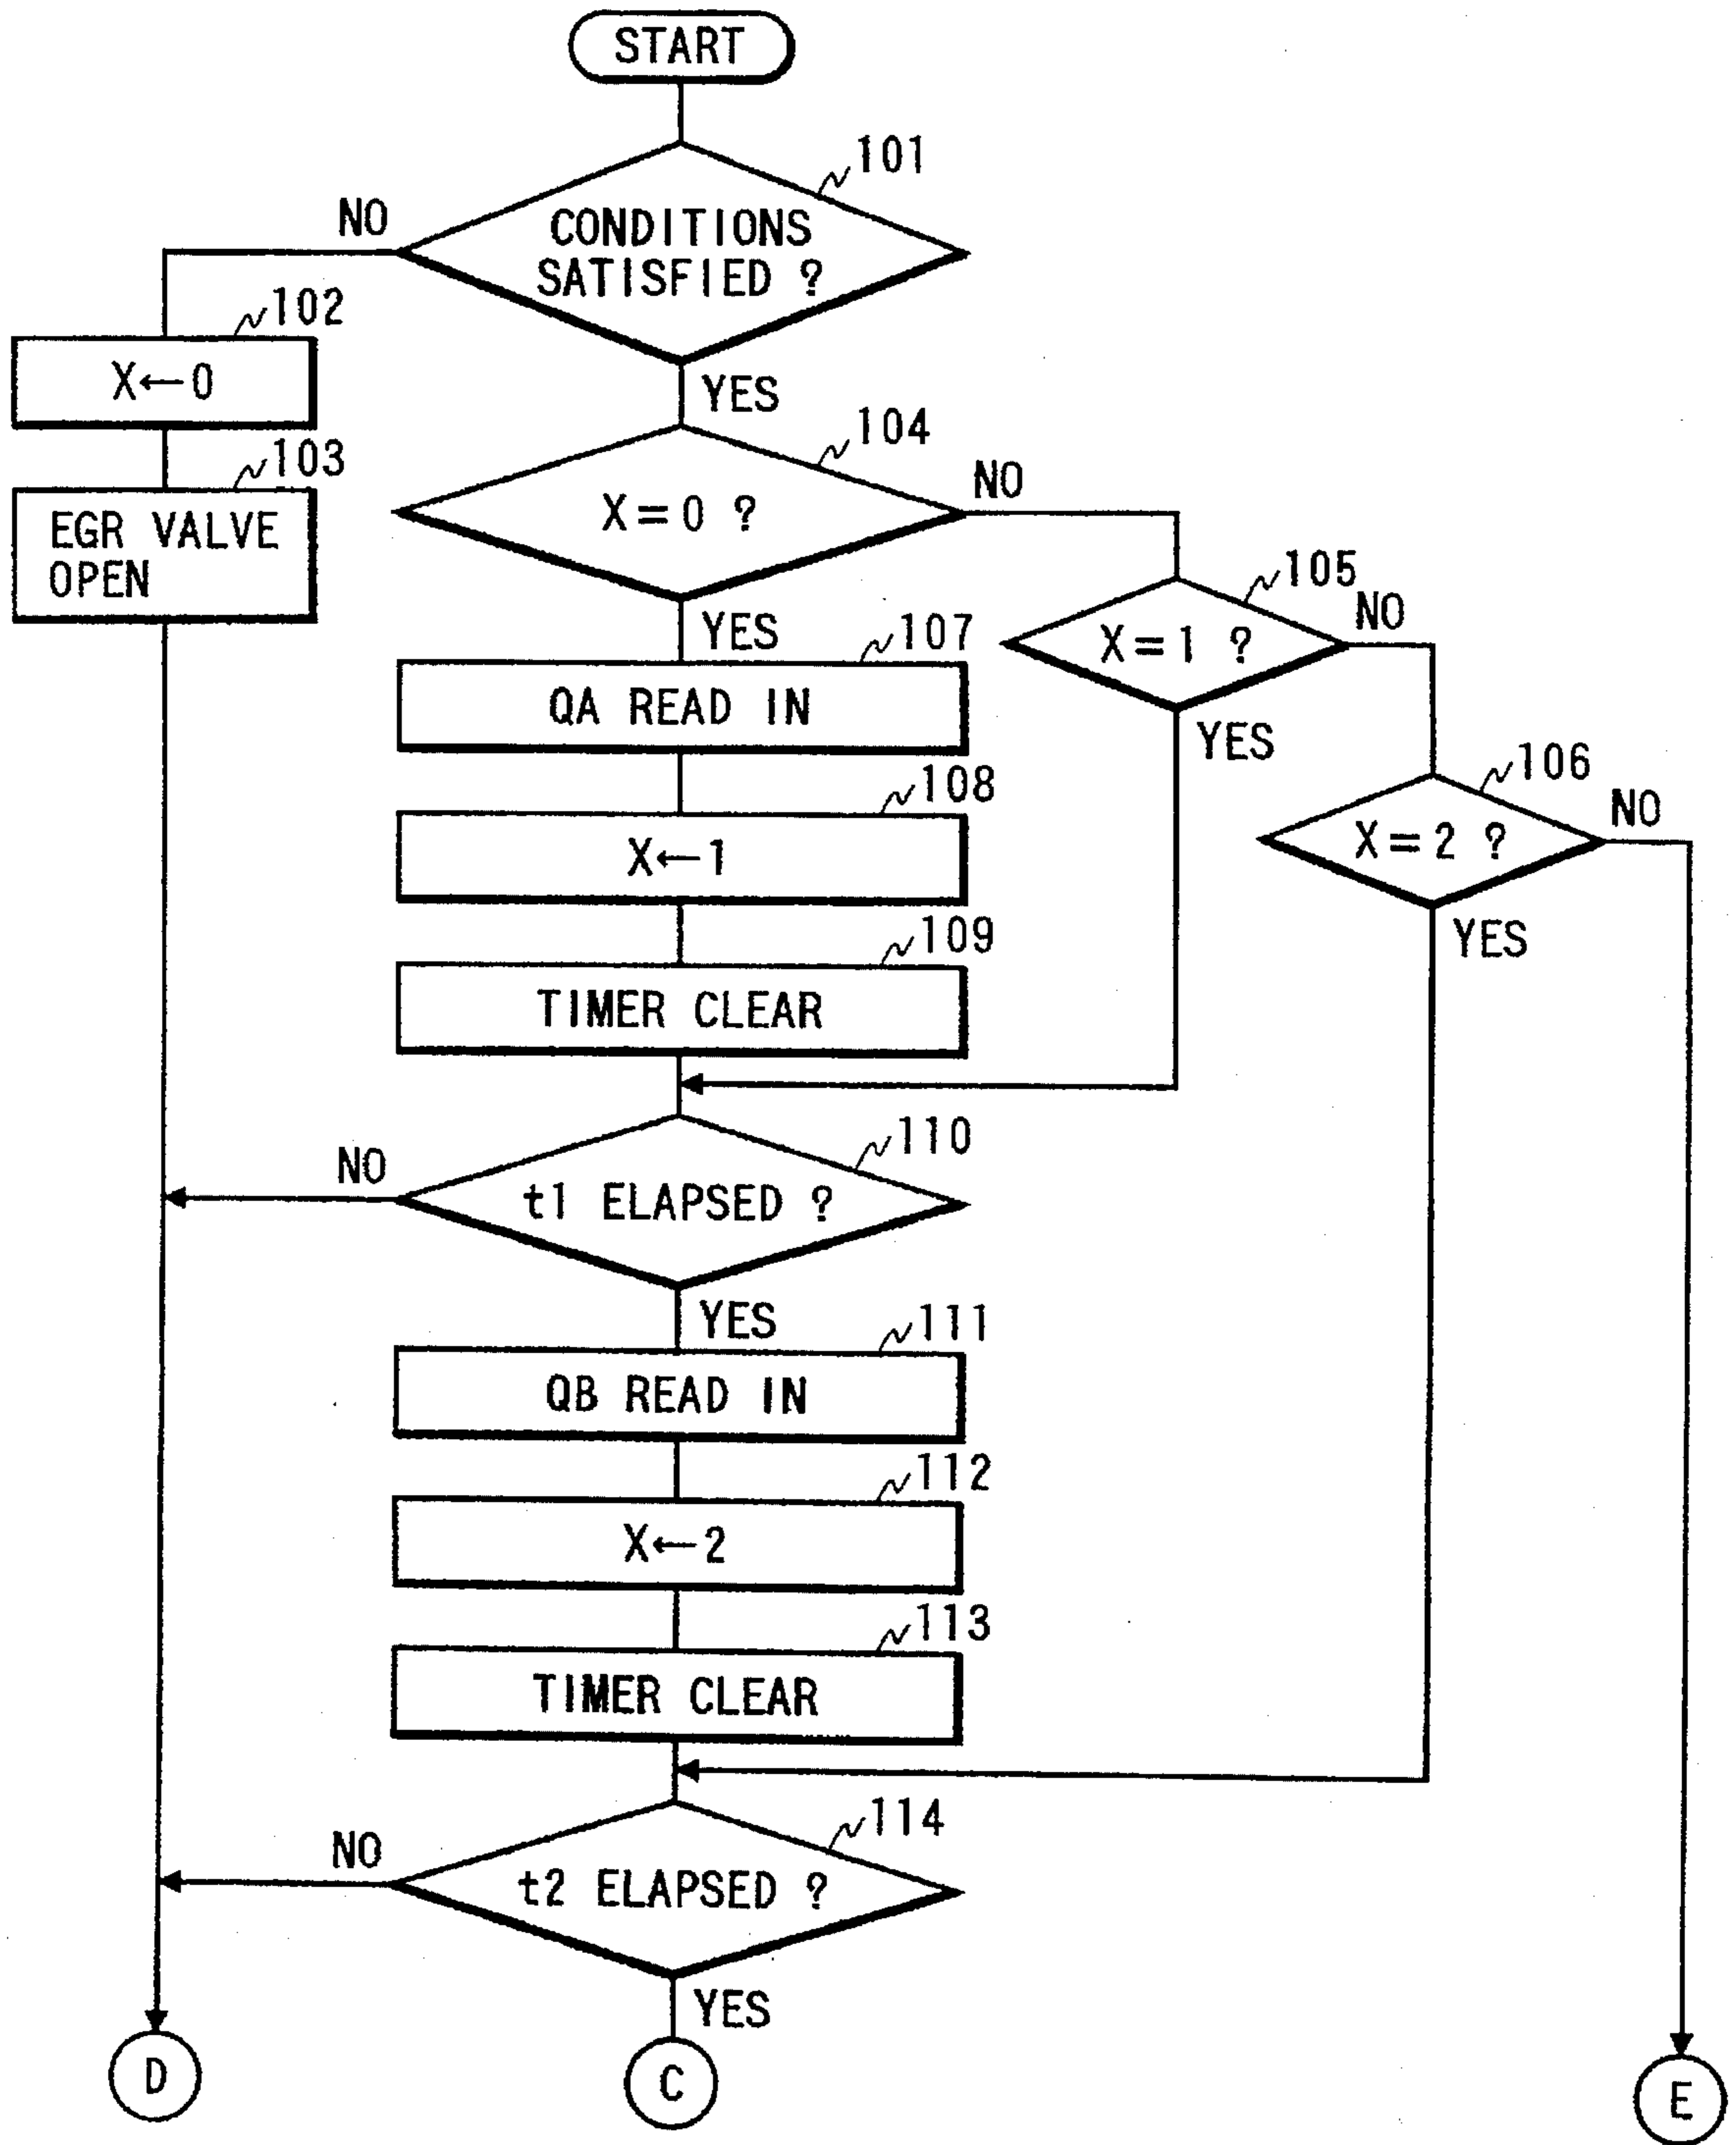 START
101
NO
CONDITIONS
SATISFIED ?
102
X←0
YES
103
104
EGR VALVE
OPEN
X=0 ?
NO
105
X=1 ?
NO
YES
107
QA READ IN
YES
106
X=2 ?
NO
108
X←1
YES
109
TIMER CLEAR
110
NO
t1 ELAPSED ?
YES
111
QB READ IN
112
X←2
113
TIMER CLEAR
114
NO
t2 ELAPSED ?
YES
D
C
E